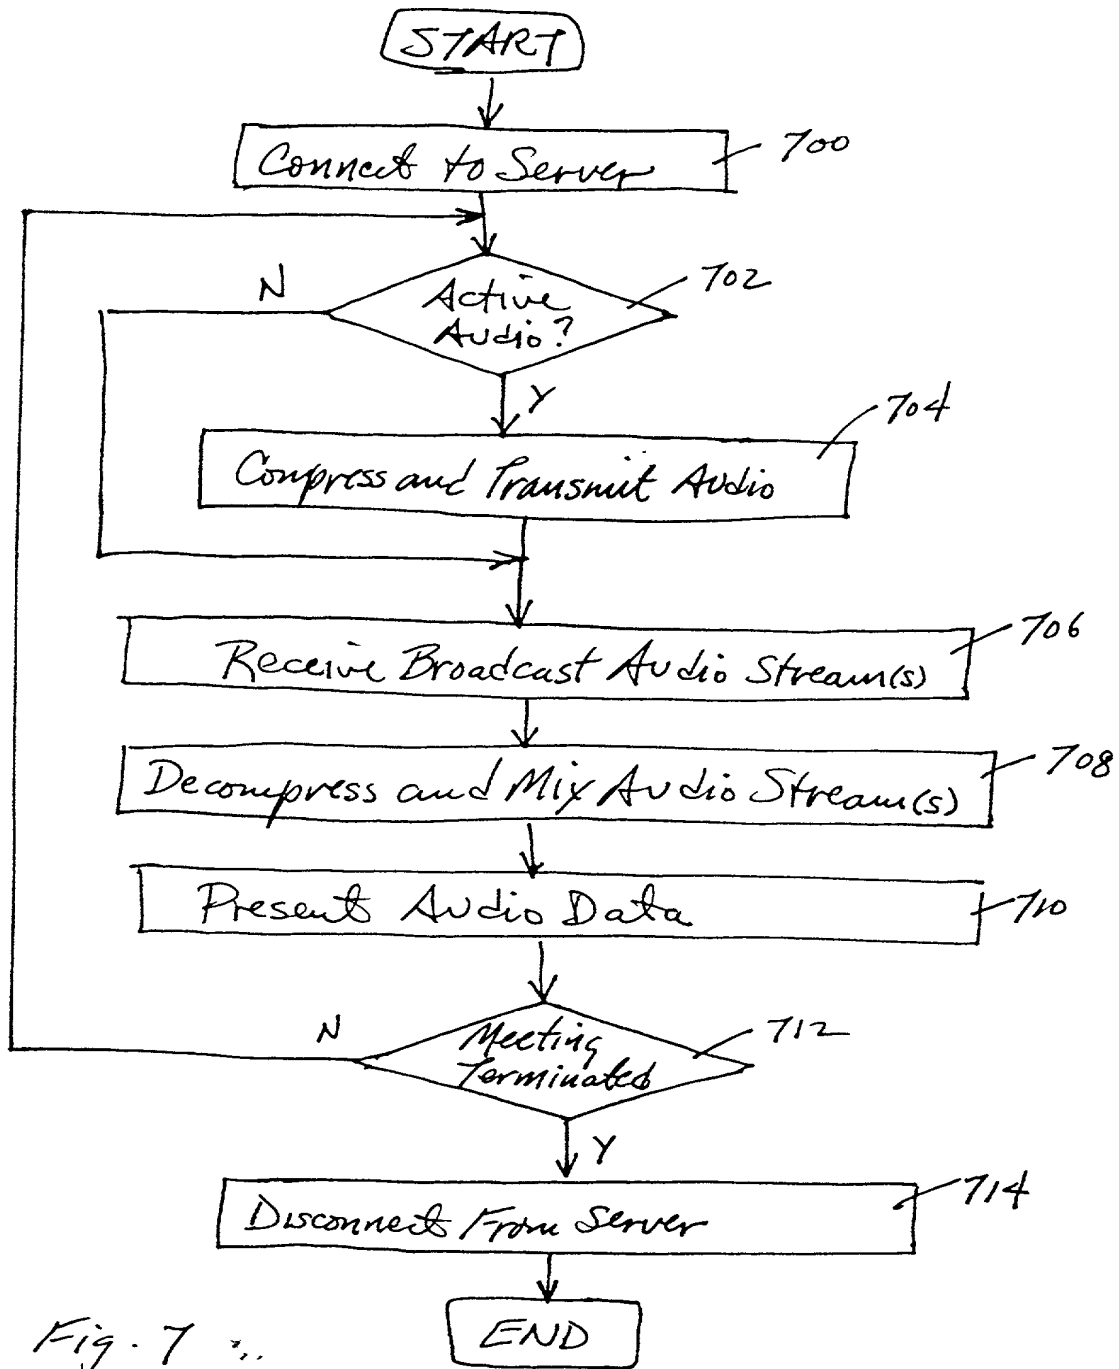 START
Connect to Server
700
N
Active
Audio?
702
Y
704
Compress and Transmit Audio
706
Receive Broadcast Audio Stream(s)
708
Decompress and Mix Audio Stream(s)
Present Audio Data
710
N
Meeting
Terminated
712
Y
714
Disconnect From Server
END
Fig. 7